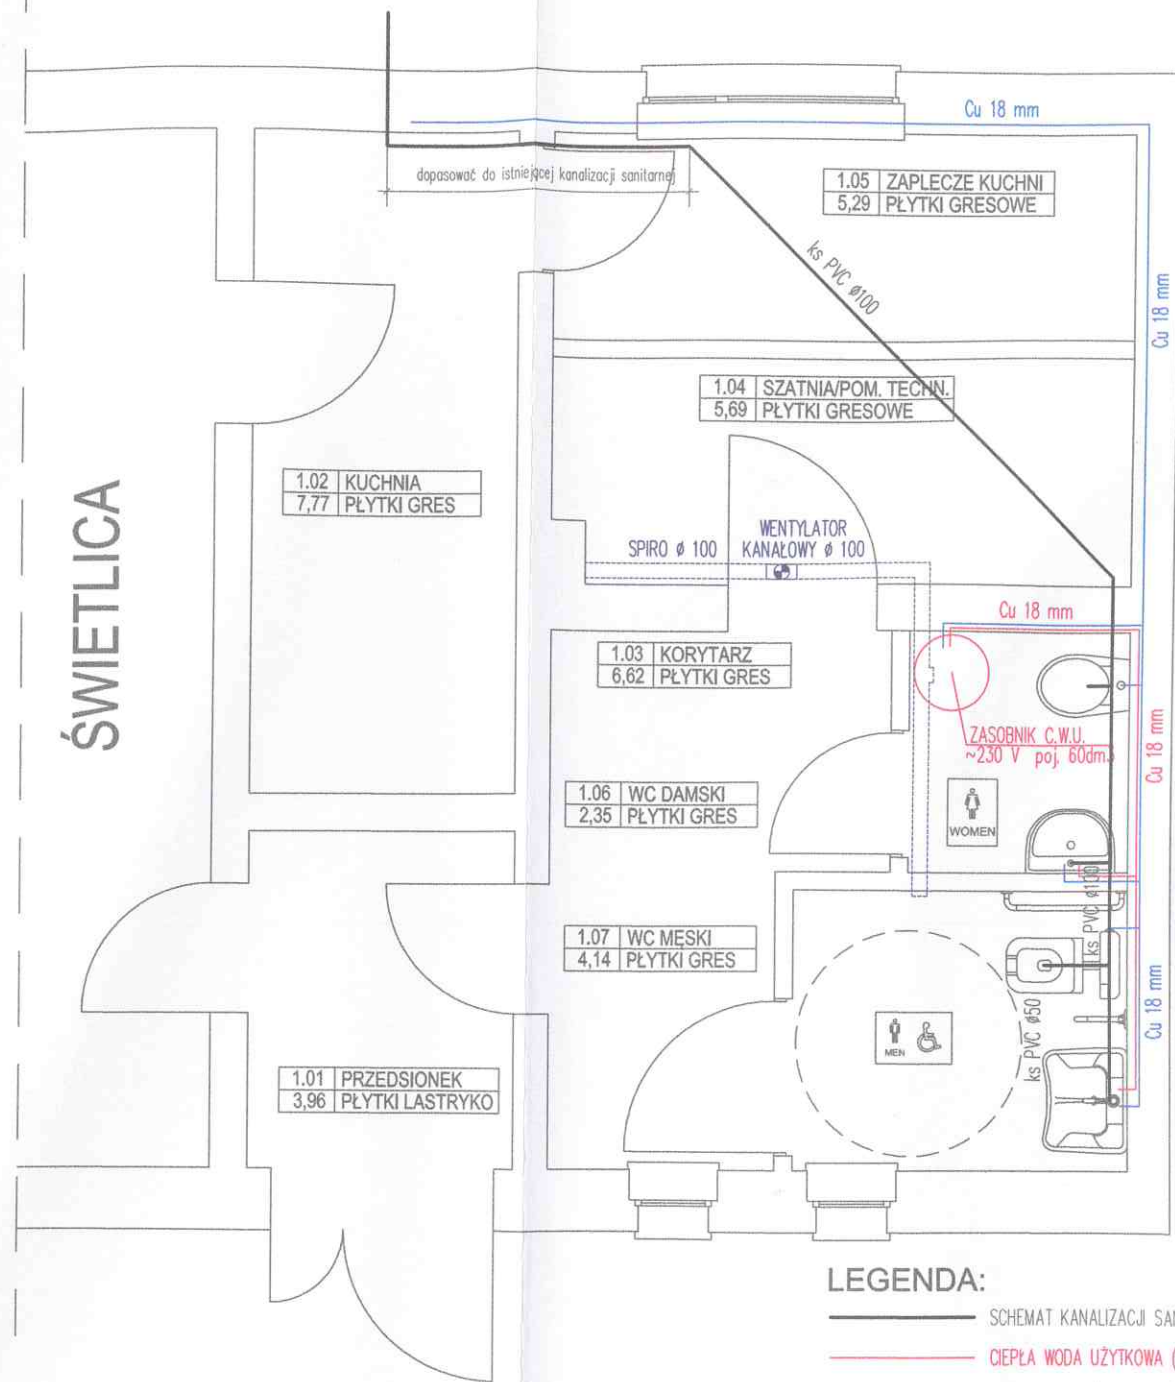 Cu 18 mm
dopasować do istniejącej kanalizacji sanitarnej
1.05 ZAPLECZE KUCHNI
5,29 PŁYTKI GRESOWE
ks PVC ø100
Cu 18 mm
1.04 SZATNIA/POM. TECHN.
5,69 PŁYTKI GRESOWE
1.02 KUCHNIA
7,77 PŁYTKI GRES
ŚWIETLICA
SPIRO ø 100
WENTYLATOR
KANAŁOWY ø 100
Cu 18 mm
1.03 KORYTARZ
6,62 PŁYTKI GRES
ZASOBNIK C.W.U.
~230 V poj. 60dm3
Cu 18 mm
1.06 WC DAMSKI
2,35 PŁYTKI GRES
WOMEN
ks PVC ø100
1.07 WC MĘSKI
4,14 PŁYTKI GRES
Cu 18 mm
ks PVC ø50
MEN
1.01 PRZEDSIONEK
3,96 PŁYTKI LASTRYKO
LEGENDA:
SCHEMAT KANALIZACJI
CIEPŁA WODA UŻYTKOWA (